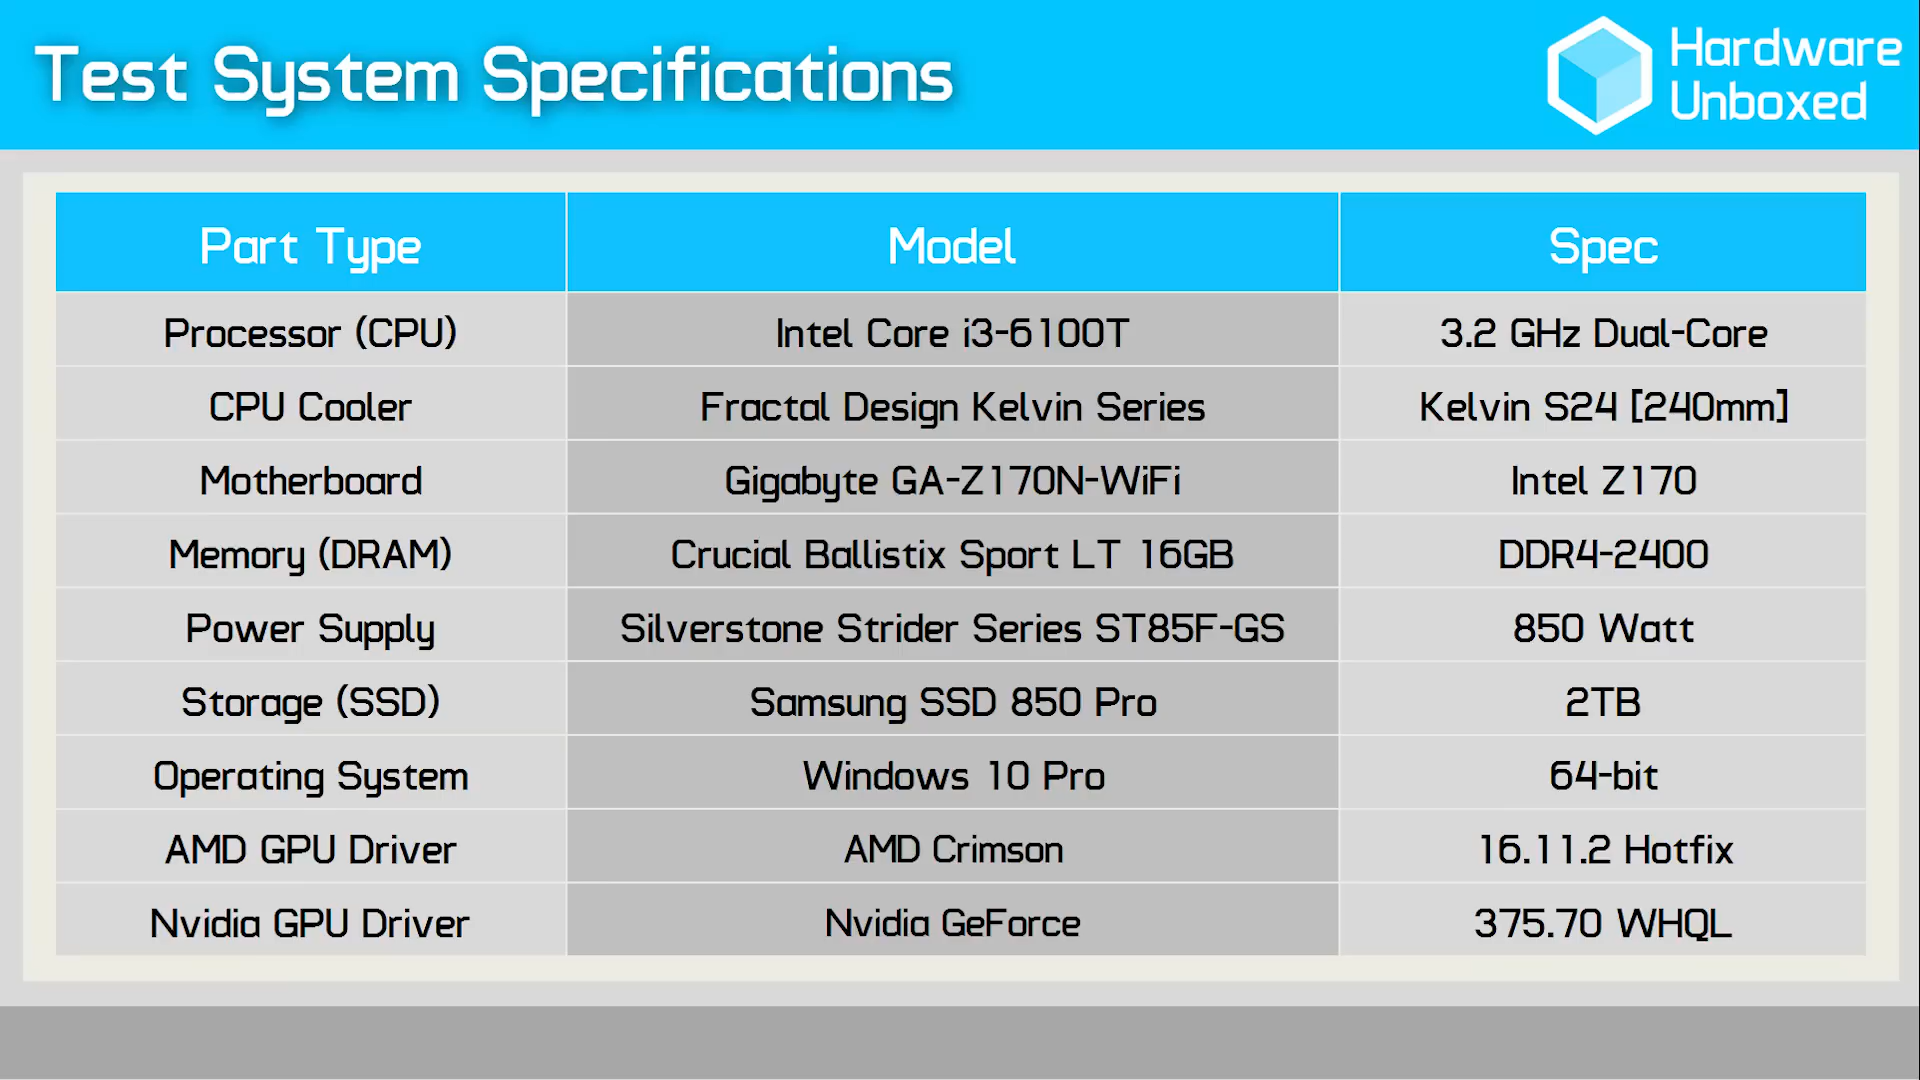 Test System Specifications
Hardware
Unboxed
Part Type Model Spec
Processor (CPU) Intel Core i3-6100T 3.2 GHz Dual-Core
CPU Cooler Fractal Design Kelvin Series Kelvin S24 [240mm]
Motherboard Gigabyte GA-Z170N-WiFi Intel Z170
Memory (DRAM) Crucial Ballistix Sport LT 16GB DDR4-2400
Power Supply Silverstone Strider Series ST85F-GS 850 Watt
Storage (SSD) Samsung SSD 850 Pro 2TB
Operating System Windows 10 Pro 64-bit
AMD GPU Driver AMD Crimson 16.11.2 Hotfix
Nvidia GPU Driver Nvidia GeForce 375.70 WHQL